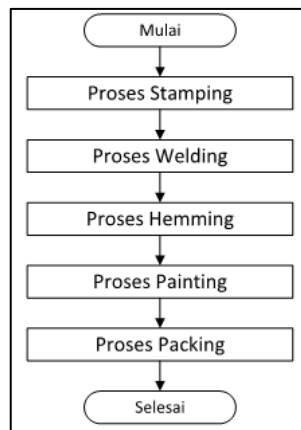 Mulai
Proses Stamping
Proses Welding
Proses Hemming
Proses Painting
Proses Packing
Selesai